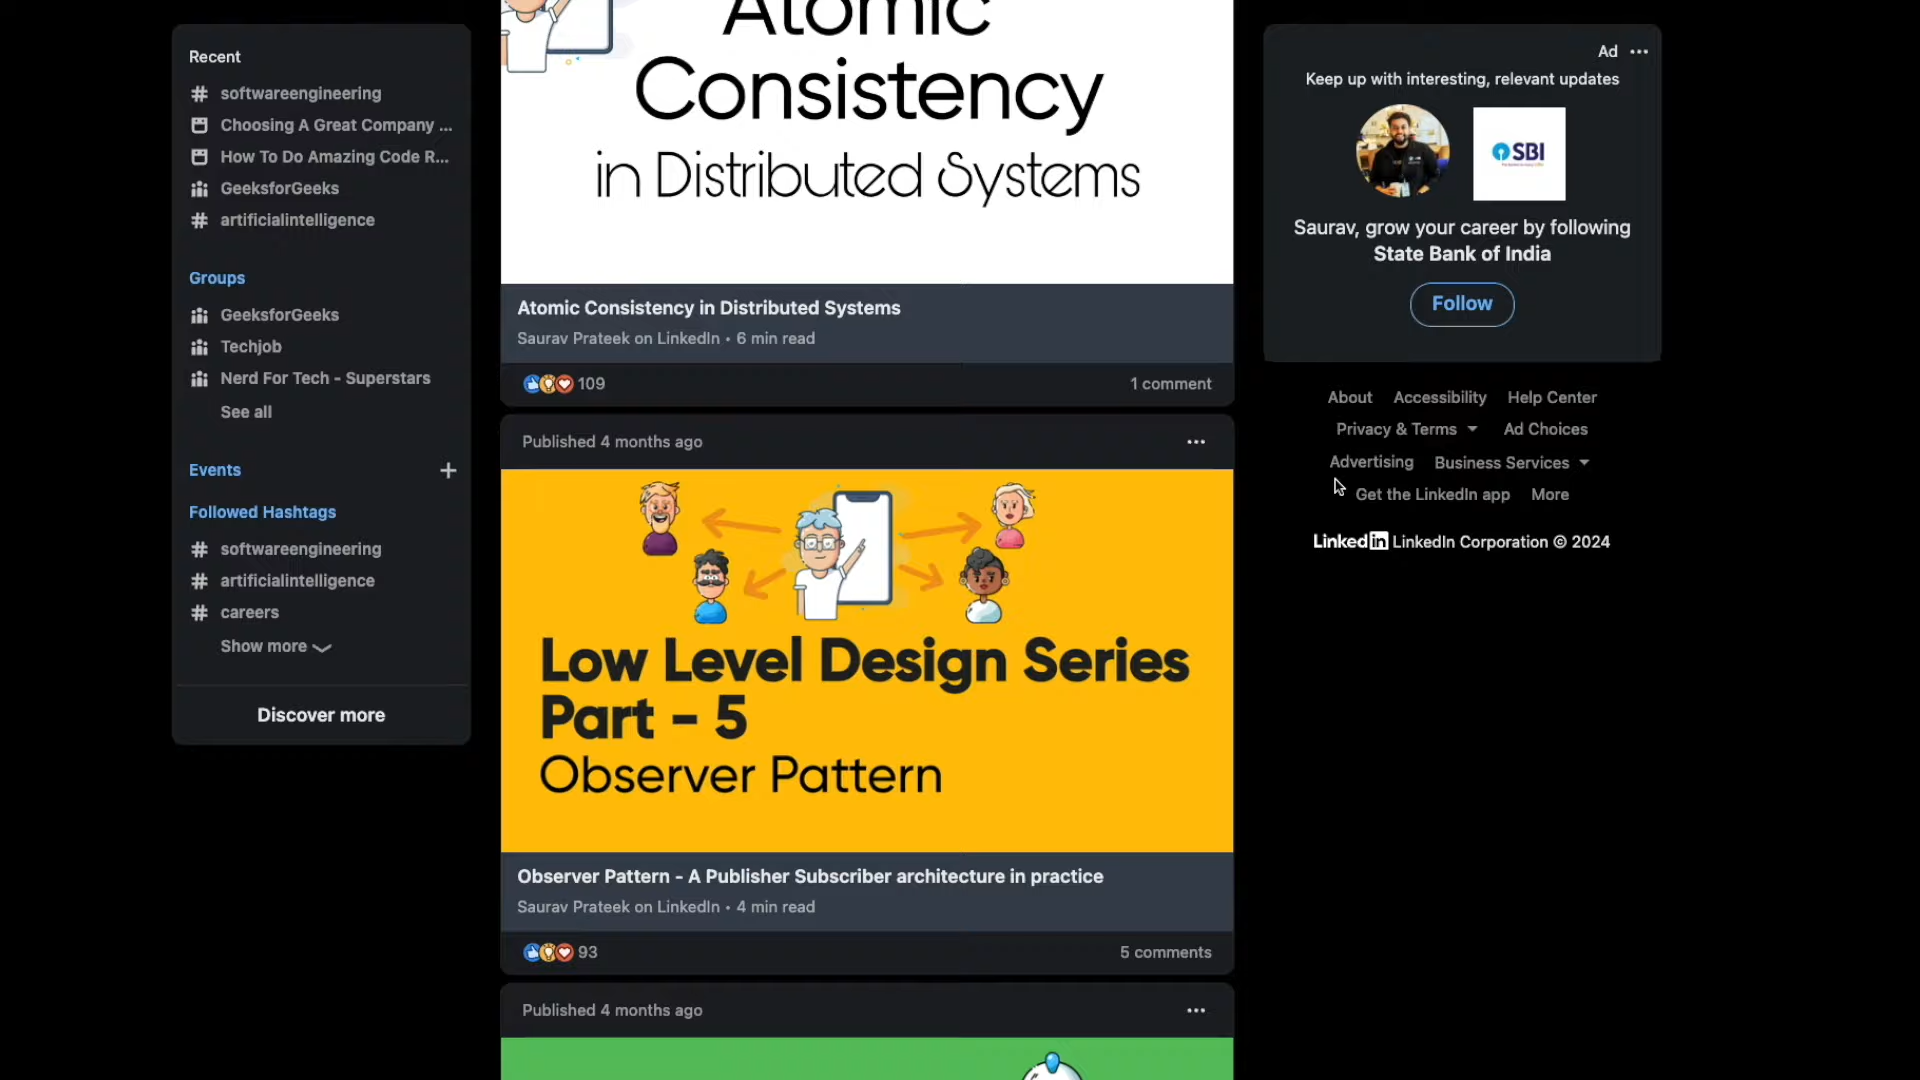 Recent
# softwareengineering
Choosing A Great Company ...
How To Do Amazing Code R...
GeeksforGeeks
# artificialintelligence
Groups
GeeksforGeeks
Techjob
Nerd For Tech - Superstars
See all
Events +
Followed Hashtags
# softwareengineering
# artificialintelligence
# careers
Show more
Discover more
Atomic
Consistency
in Distributed Systems
Atomic Consistency in Distributed Systems
Saurav Prateek on LinkedIn • 6 min read
109
1 comment
Published 4 months ago
Low Level Design Series
Part - 5
Observer Pattern
Observer Pattern - A Publisher Subscriber architecture in practice
Saurav Prateek on LinkedIn • 4 min read
93
5 comments
Published 4 months ago
Ad
Keep up with interesting, relevant updates
SBI
Saurav, grow your career by following
State Bank of India
Follow
About Accessibility Help Center
Privacy & Terms Ad Choices
Advertising Business Services
Get the LinkedIn app More
LinkedIn LinkedIn Corporation © 2024